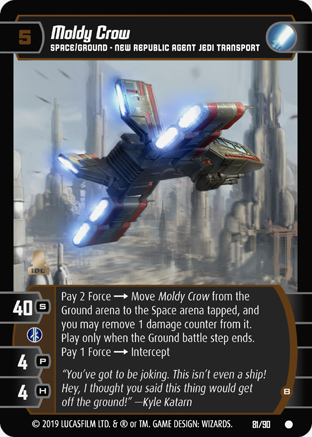 5
Moldy Crow
SPACE/GROUND - NEW REPUBLIC AGENT JEDI TRANSPORT
IDL
40 S
4 P
4 H
Pay 2 Force → Move Moldy Crow from the
Ground arena to the Space arena tapped, and
you may remove 1 damage counter from it.
Play only when the Ground battle step ends.
Pay 1 Force → Intercept
“You’ve got to be joking. This isn’t even a ship!
Hey, I thought you said this thing would get
off the ground!” —Kyle Katarn
B
© 2019 LUCASFILM LTD. & ® or TM. GAME DESIGN: WIZARDS. 81/90